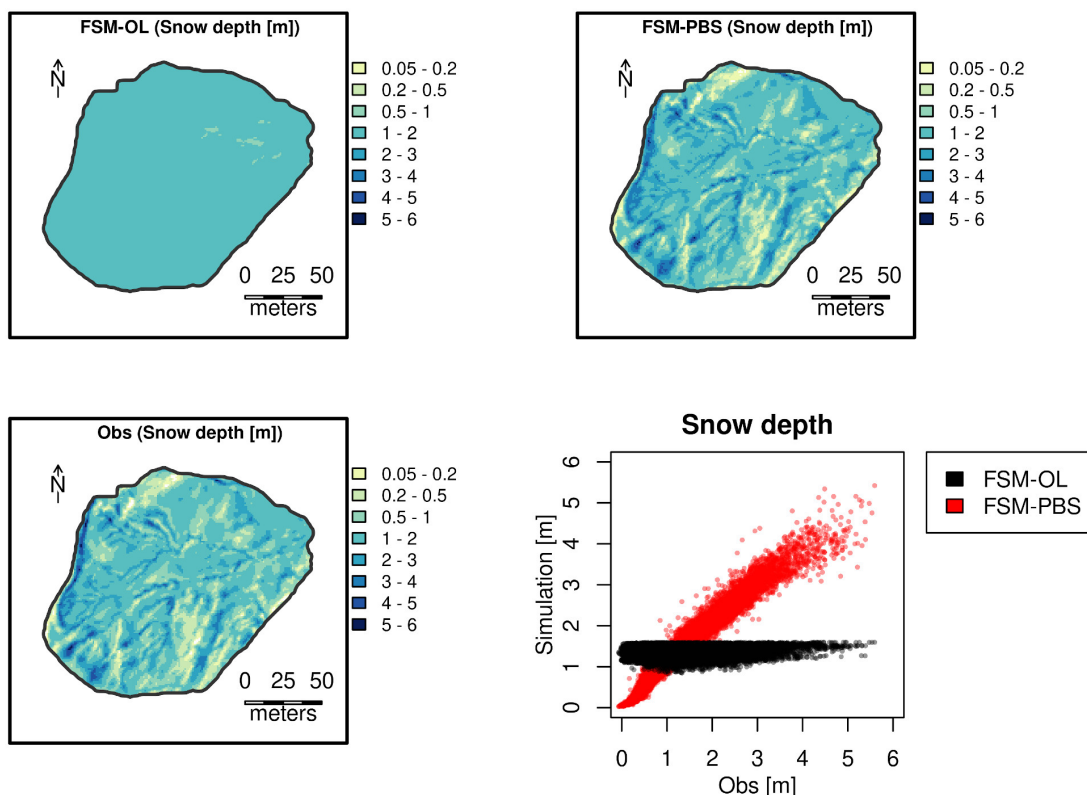 FSM-OL (Snow depth [m])
N
0.05 - 0.2
0.2 - 0.5
0.5 - 1
1 - 2
2 - 3
3 - 4
4 - 5
5 - 6
0 25 50
meters
FSM-PBS (Snow depth [m])
N
0.05 - 0.2
0.2 - 0.5
0.5 - 1
1 - 2
2 - 3
3 - 4
4 - 5
5 - 6
0 25 50
meters
Obs (Snow depth [m])
N
0.05 - 0.2
0.2 - 0.5
0.5 - 1
1 - 2
2 - 3
3 - 4
4 - 5
5 - 6
0 25 50
meters
Snow depth
Simulation [m]
6
5
4
3
2
1
0
0 1 2 3 4 5 6
Obs [m]
FSM-OL
FSM-PBS